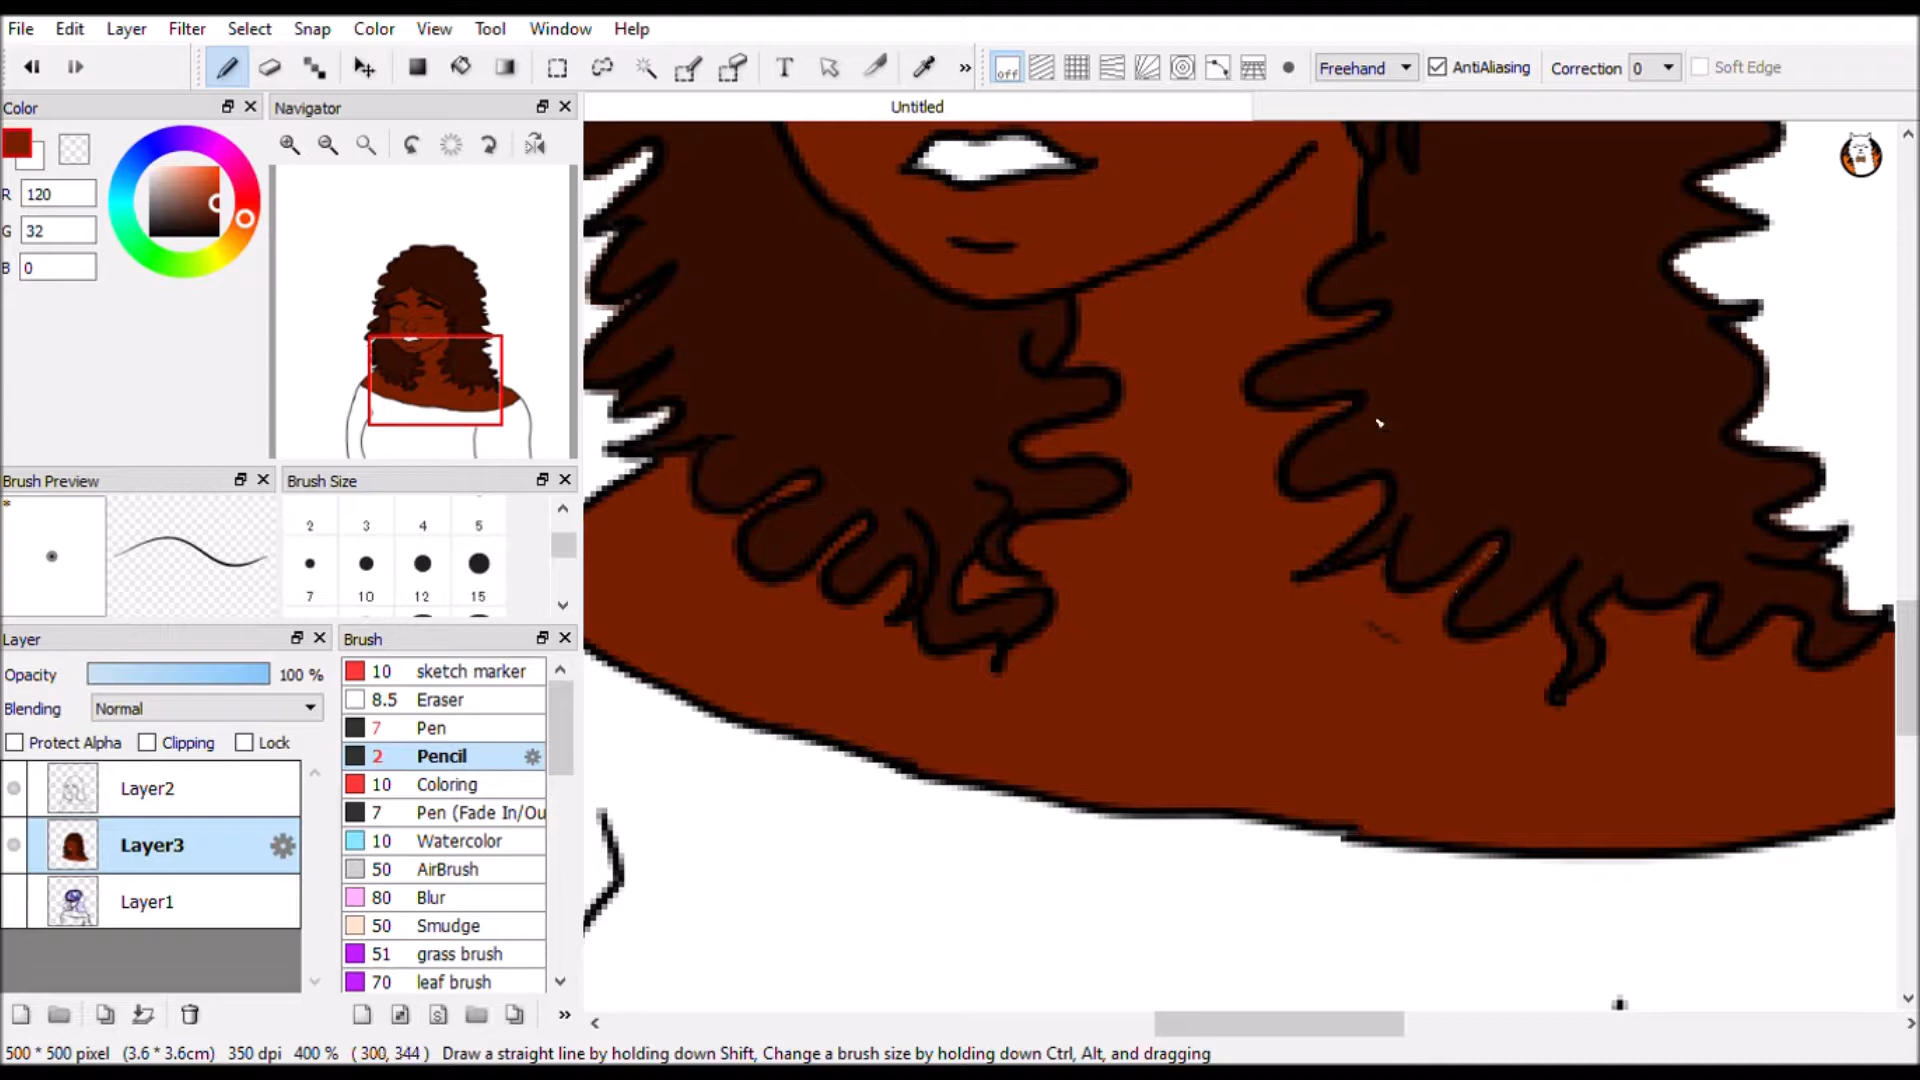 File Edit Layer Filter Select Snap Color View Tool Window Help
T off Freehand AntiAliasing Correction 0 Soft Edge
Color Navigator Untitled
R 120
G 32
B 0
Brush Preview Brush Size
*
2 3 4 5
7 10 12 15
Layer Brush
Opacity 100 %
Blending Normal
Protect Alpha Clipping Lock
Layer2
Layer3
Layer1
10 sketch marker
8.5 Eraser
7 Pen
2 Pencil
10 Coloring
7 Pen (Fade In/Ou
10 Watercolor
50 AirBrush
80 Blur
50 Smudge
51 grass brush
70 leaf brush
500 * 500 pixel (3.6 * 3.6cm) 350 dpi 400 % ( 300, 344 ) Draw a straight line by holding down Shift, Change a brush size by holding down Ctrl, Alt, and dragging